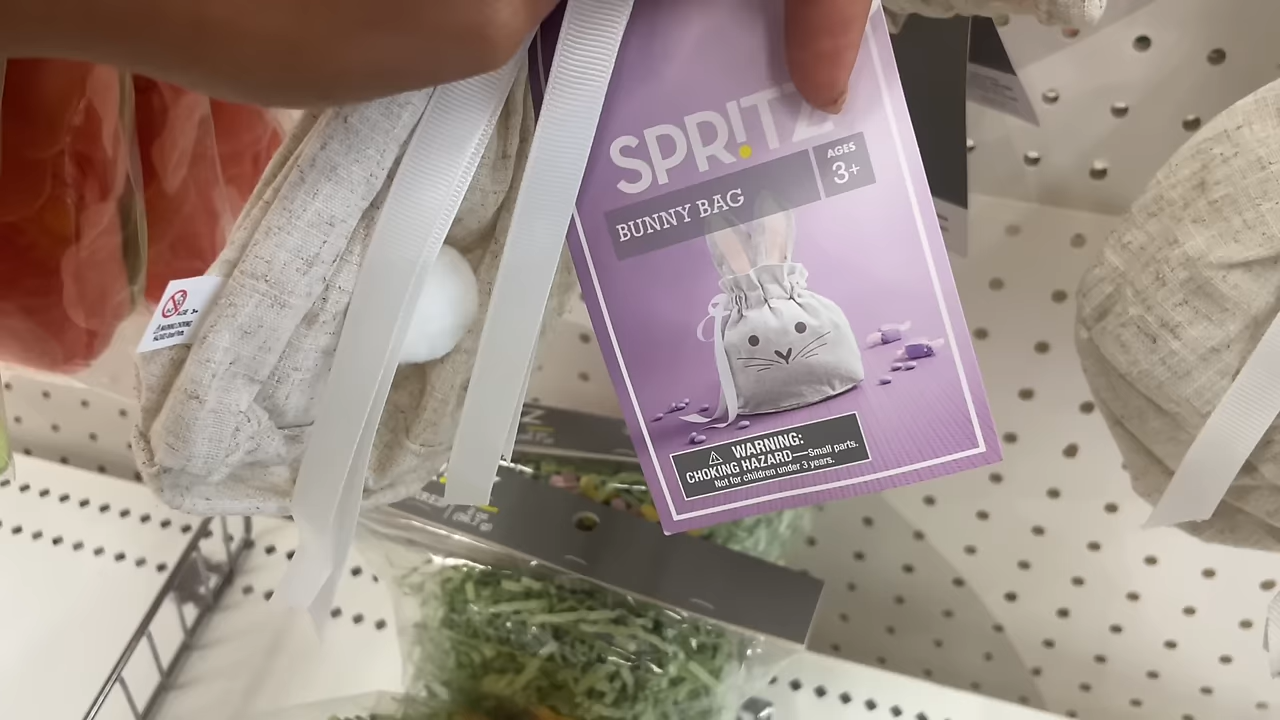 SPR!TZ
AGES
3+
BUNNY BAG
WARNING:
CHOKING HAZARD—Small parts.
Not for children under 3 years.